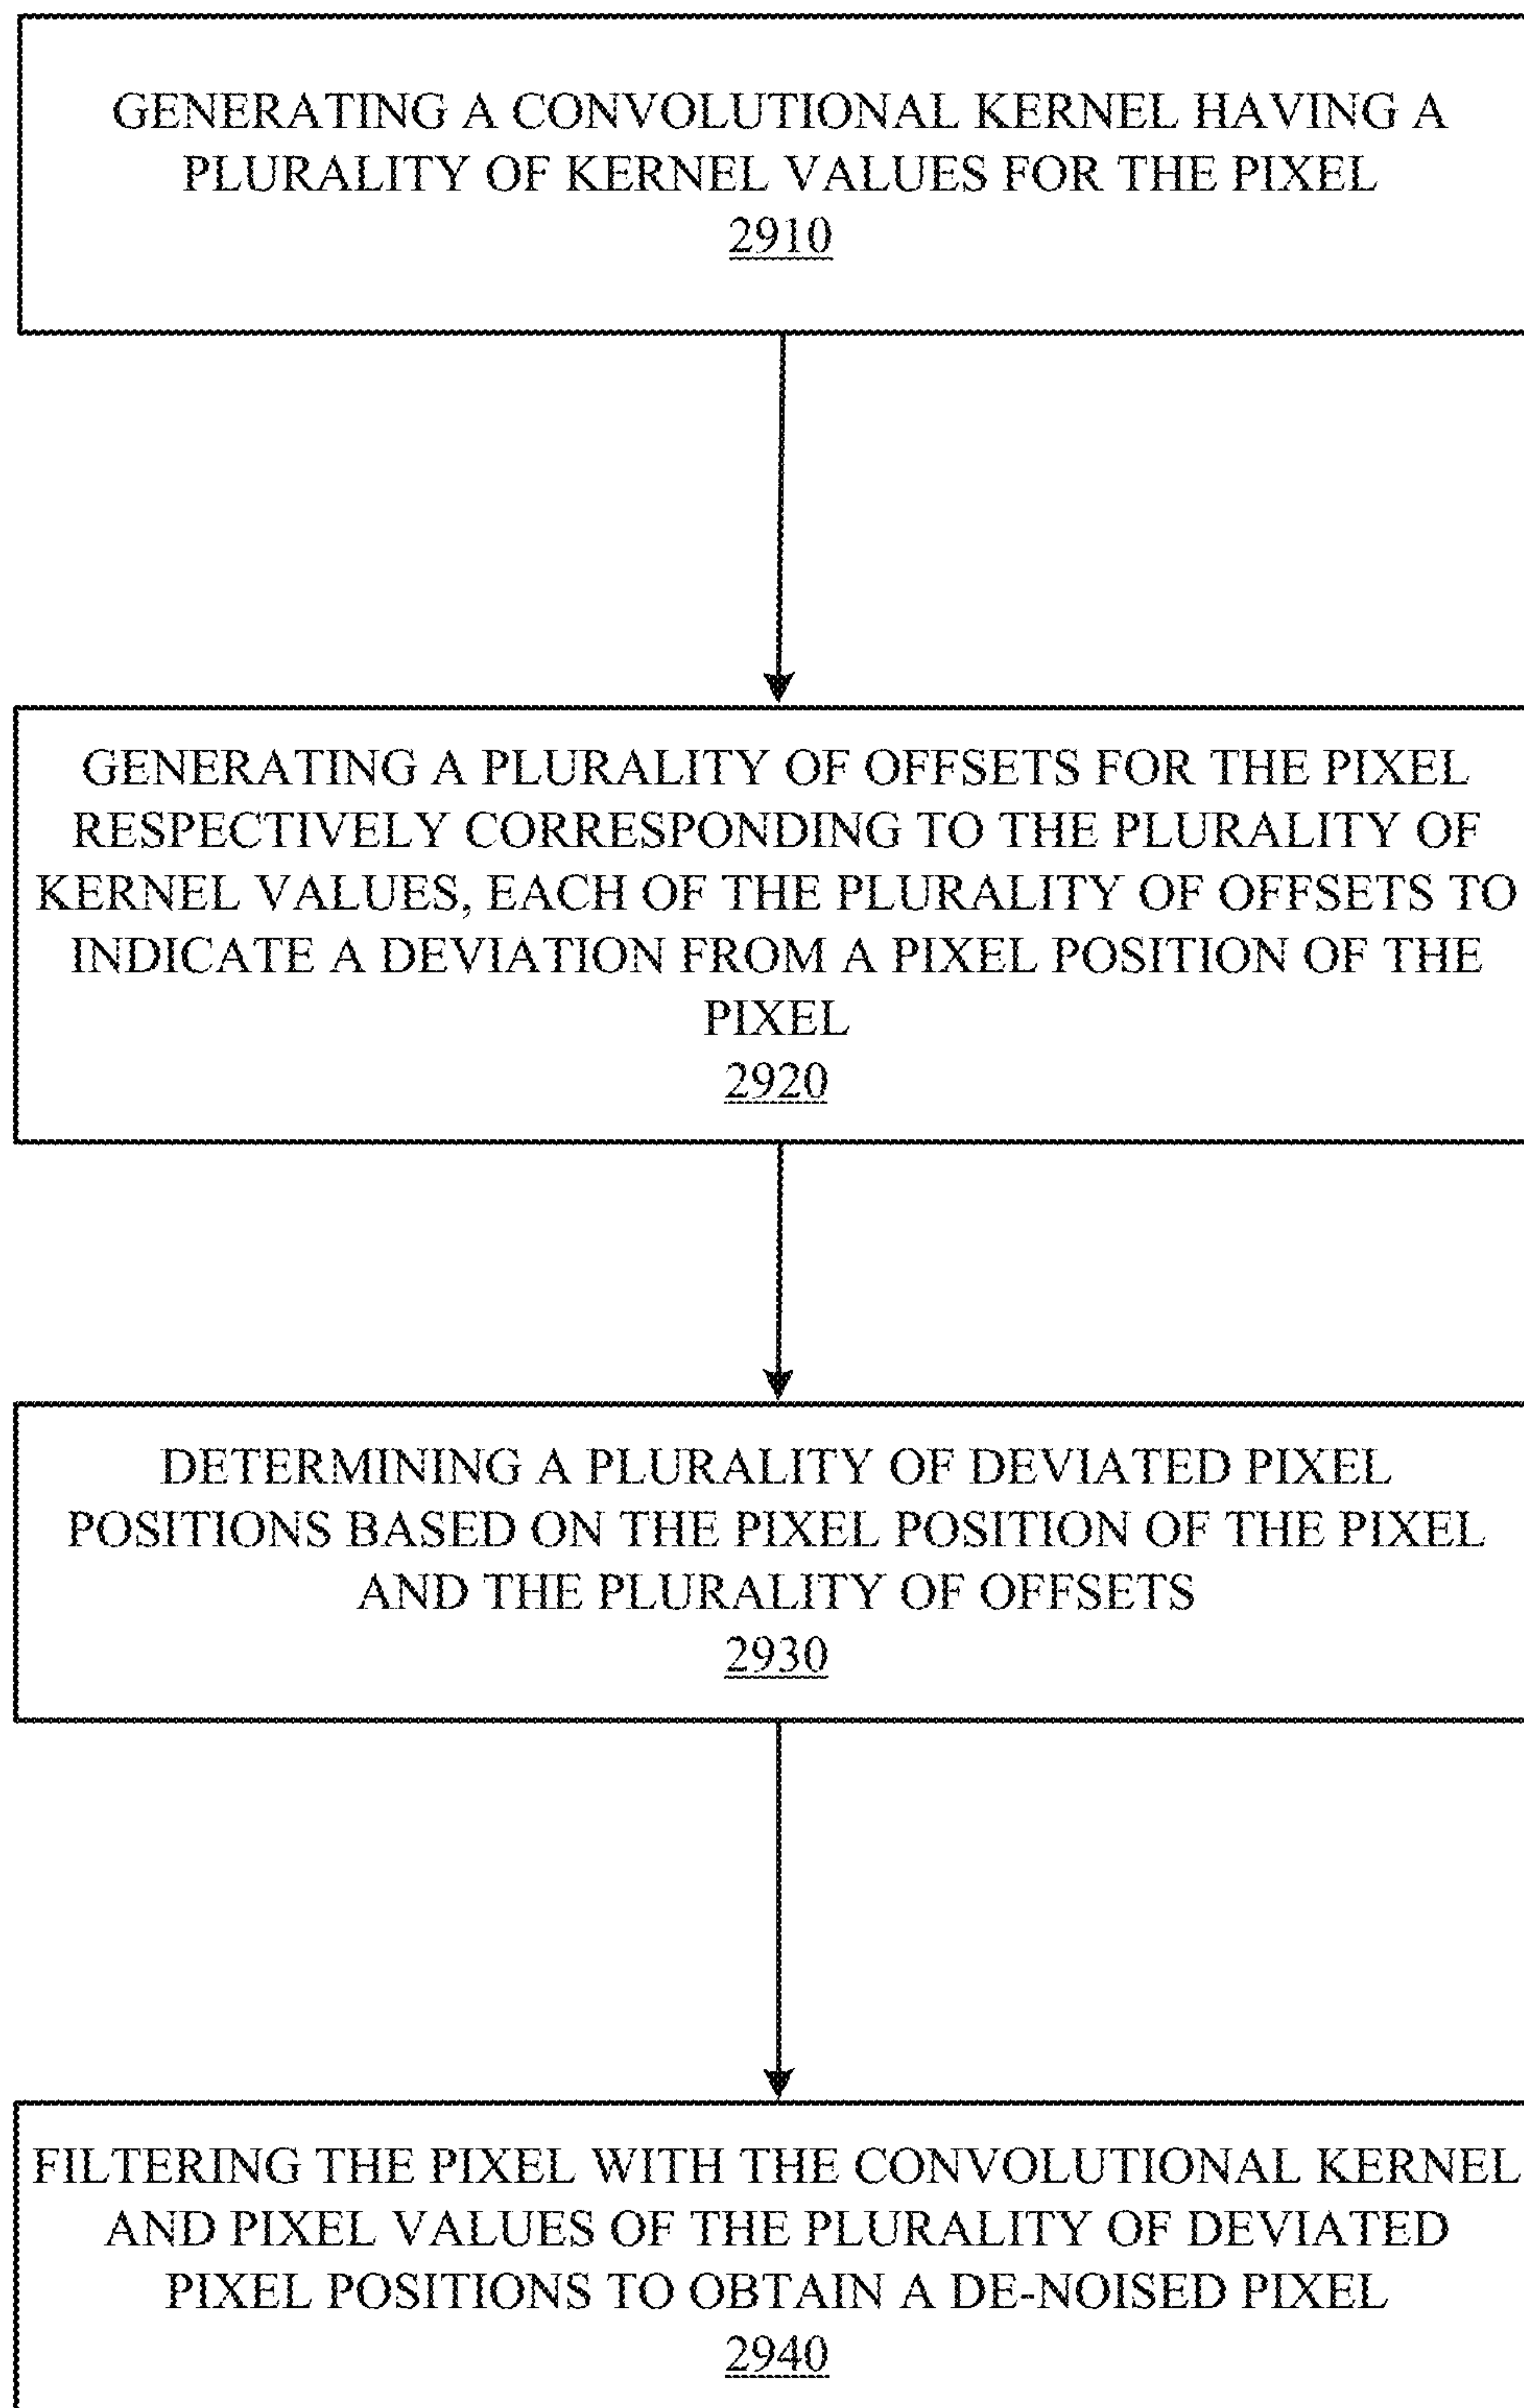 GENERATING A CONVOLUTIONAL KERNEL HAVING A
PLURALITY OF KERNEL VALUES FOR THE PIXEL
2910
GENERATING A PLURALITY OF OFFSETS FOR THE PIXEL
RESPECTIVELY CORRESPONDING TO THE PLURALITY OF
KERNEL VALUES, EACH OF THE PLURALITY OF OFFSETS TO
INDICATE A DEVIATION FROM A PIXEL POSITION OF THE
PIXEL
2920
DETERMINING A PLURALITY OF DEVIATED PIXEL
POSITIONS BASED ON THE PIXEL POSITION OF THE PIXEL
AND THE PLURALITY OF OFFSETS
2930
FILTERING THE PIXEL WITH THE CONVOLUTIONAL KERNEL
AND PIXEL VALUES OF THE PLURALITY OF DEVIATED
PIXEL POSITIONS TO OBTAIN A DE-NOISED PIXEL
2940